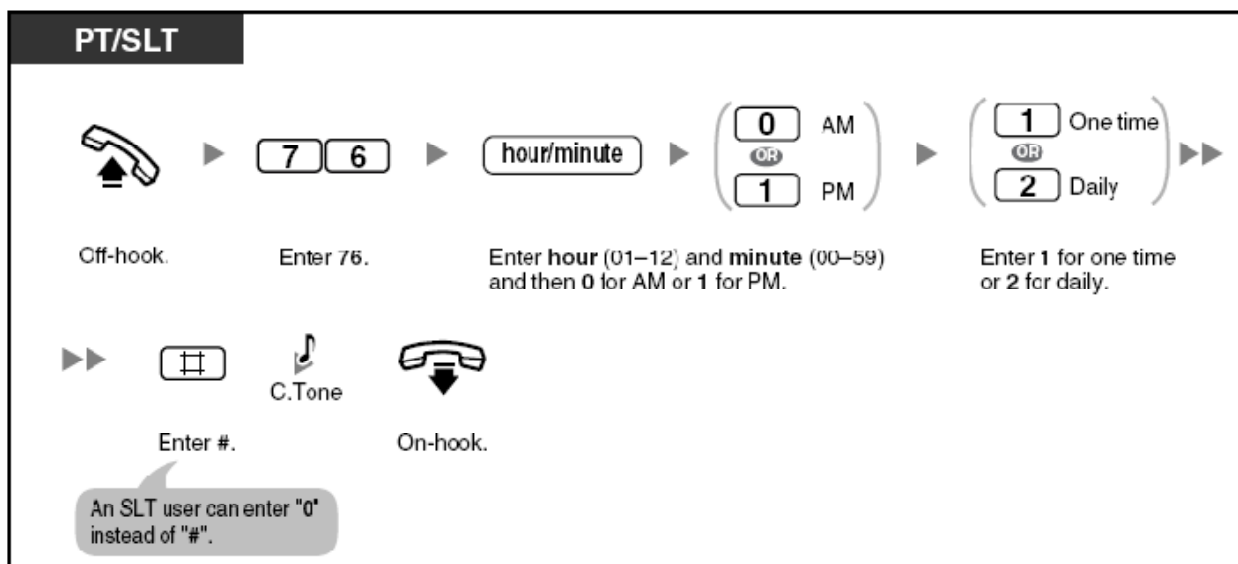 PT/SLT
7 6
hour/minute
0 AM
OR
1 PM
1 One time
OR
2 Daily
Off-hook.
Enter 76.
Enter hour (01–12) and minute (00–59)
and then 0 for AM or 1 for PM.
Enter 1 for one time
or 2 for daily.
#
C.Tone
Enter #.
On-hook.
An SLT user can enter "0"
instead of "#".